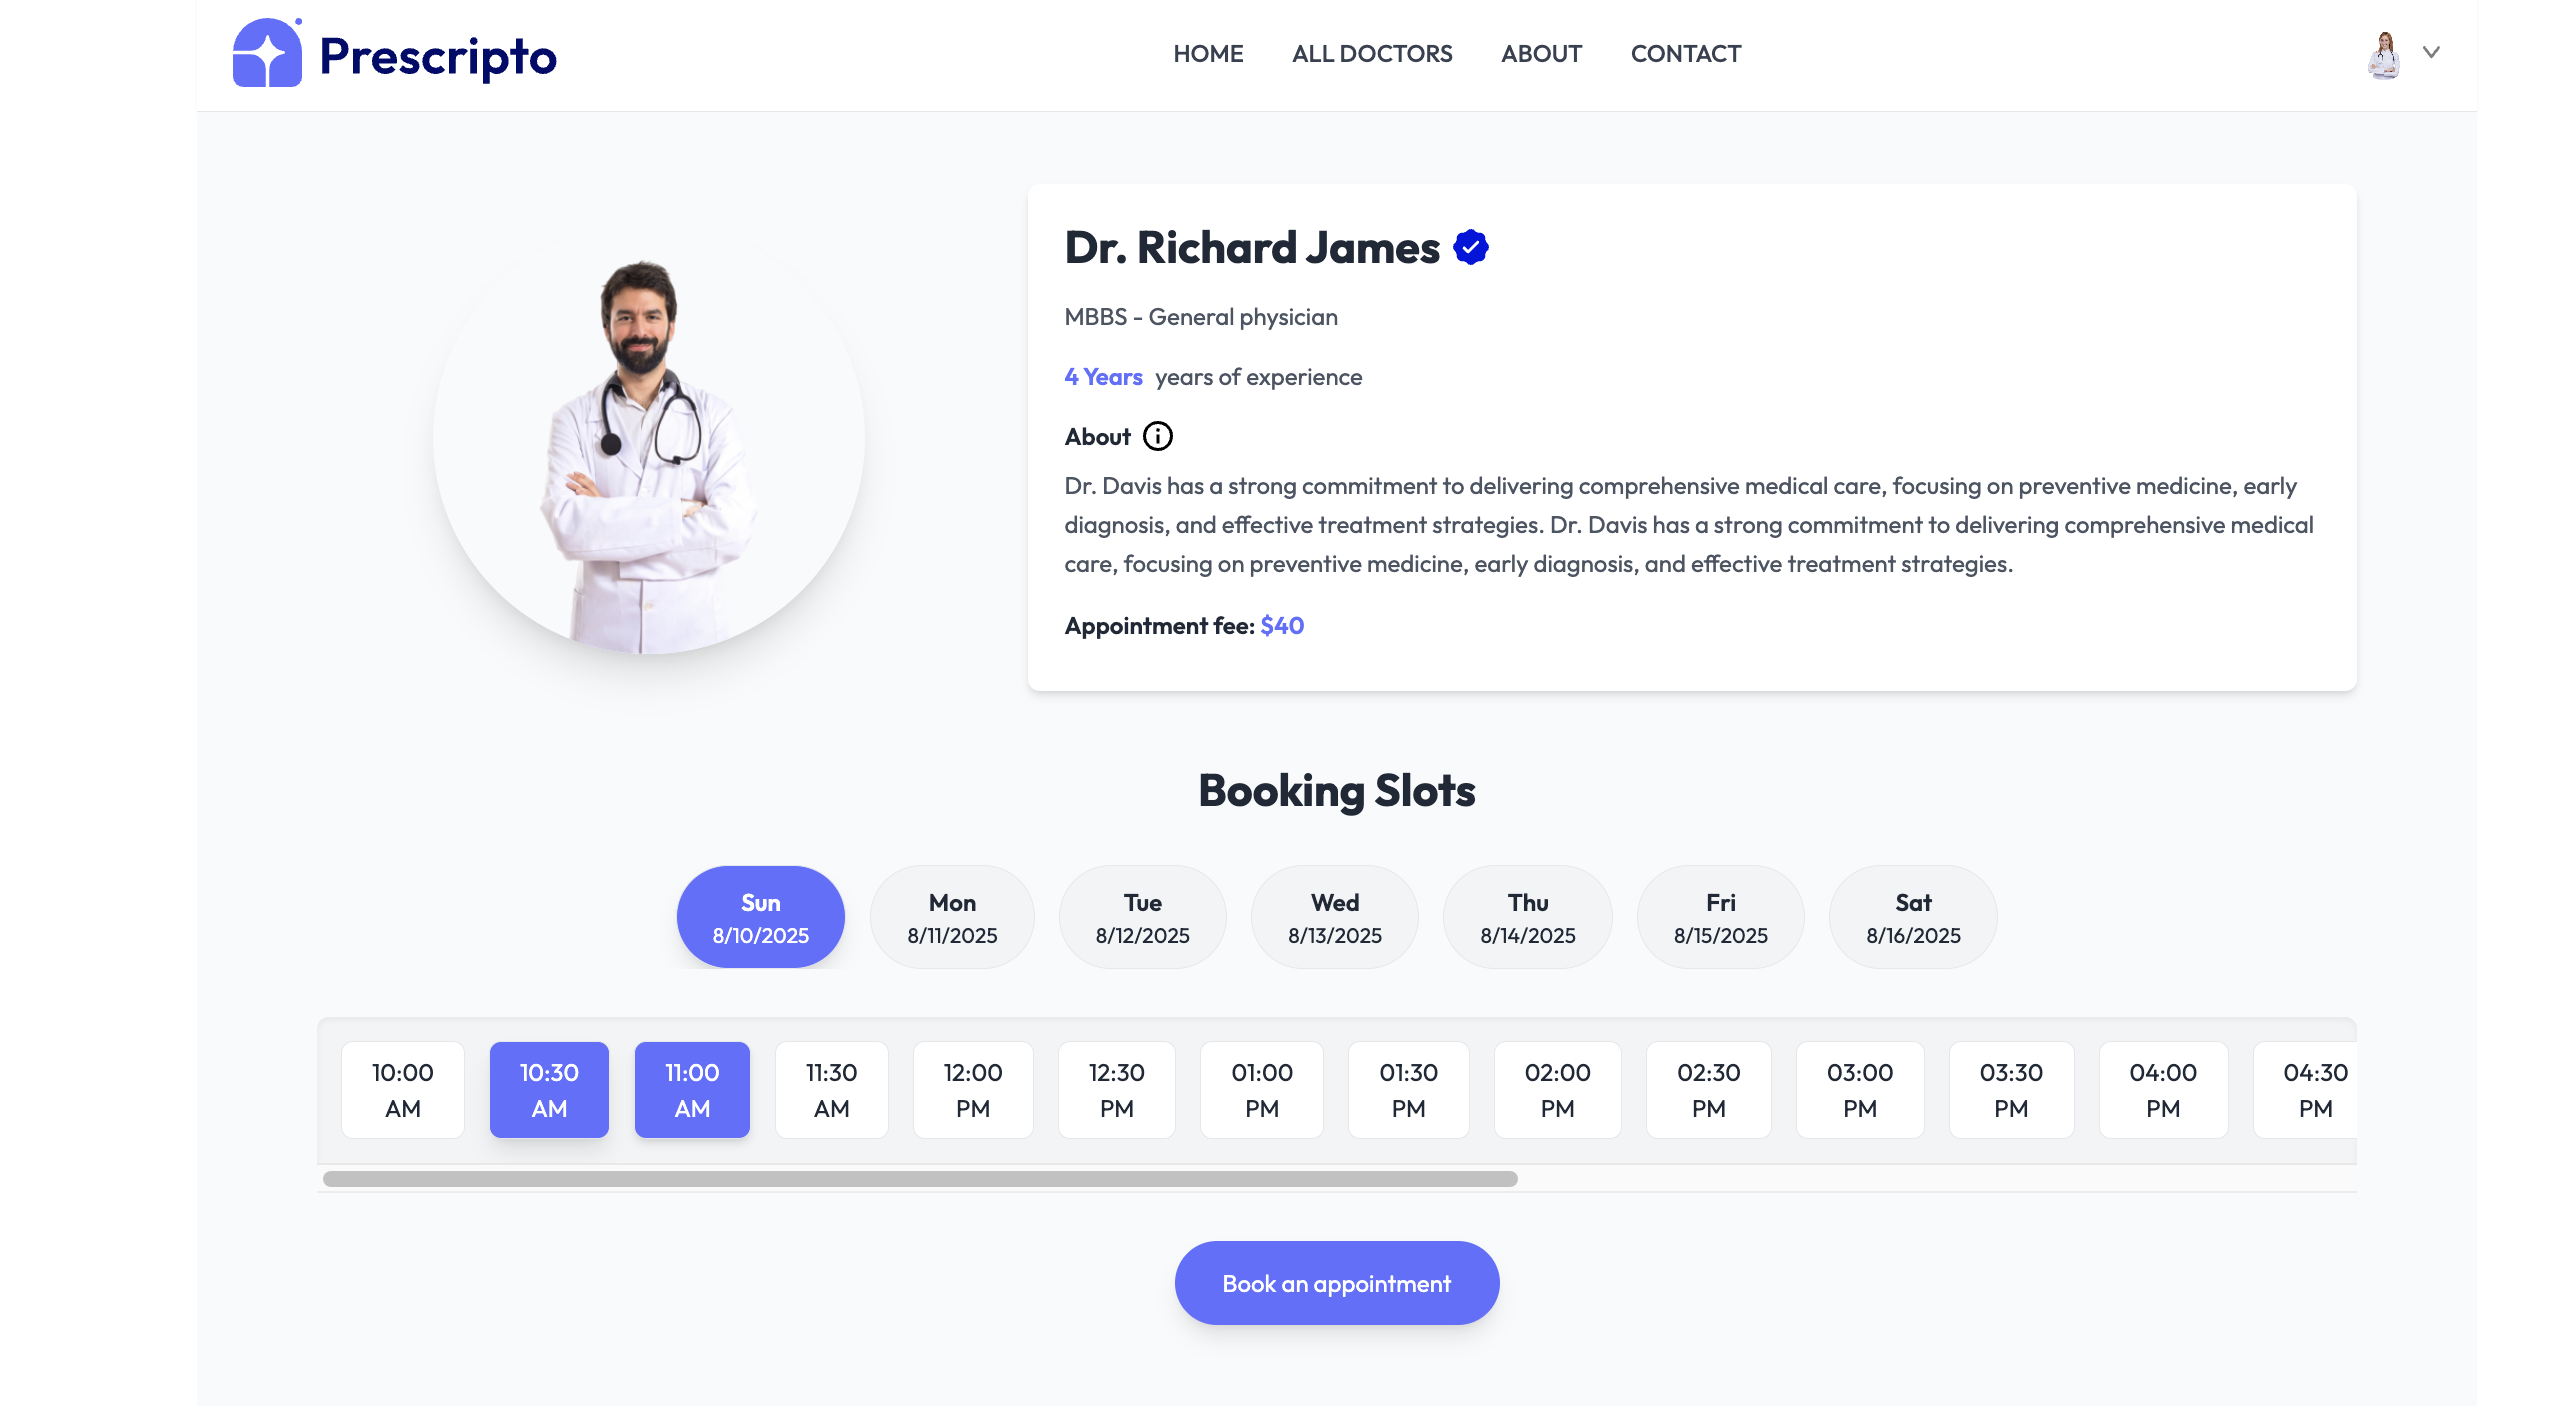 Prescripto
HOME ALL DOCTORS ABOUT CONTACT
Dr. Richard James
MBBS - General physician
4 Years years of experience
About
Dr. Davis has a strong commitment to delivering comprehensive medical care, focusing on preventive medicine, early
diagnosis, and effective treatment strategies. Dr. Davis has a strong commitment to delivering comprehensive medical
care, focusing on preventive medicine, early diagnosis, and effective treatment strategies.
Appointment fee: $40
Booking Slots
Sun Mon Tue Wed Thu Fri Sat
8/10/2025 8/11/2025 8/12/2025 8/13/2025 8/14/2025 8/15/2025 8/16/2025
10:00 10:30 11:00 11:30 12:00 12:30 01:00 01:30 02:00 02:30 03:00 03:30 04:00 04:30
AM AM AM AM PM PM PM PM PM PM PM PM PM PM
Book an appointment